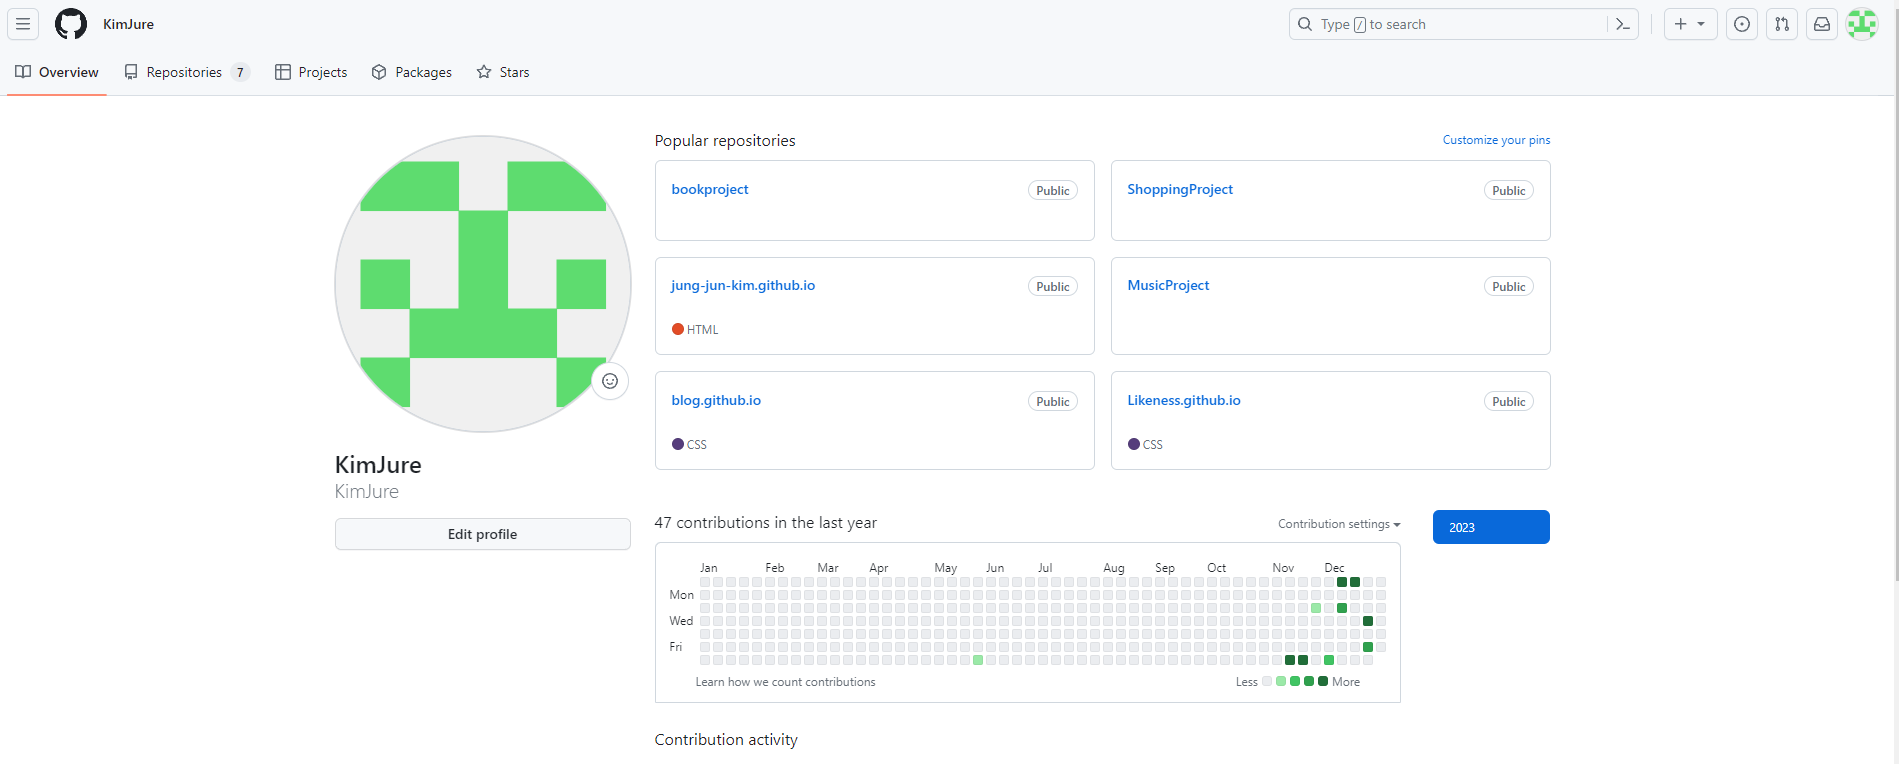 KimJure
Type / to search
Overview
Repositories 7
Projects
Packages
Stars
Popular repositories
Customize your pins
bookproject
Public
ShoppingProject
Public
jung-jun-kim.github.io
Public
HTML
MusicProject
Public
blog.github.io
Public
CSS
Likeness.github.io
Public
CSS
KimJure
KimJure
Edit profile
47 contributions in the last year
Contribution settings
2023
Jan Feb Mar Apr May Jun Jul Aug Sep Oct Nov Dec
Mon
Wed
Fri
Learn how we count contributions
Less
More
Contribution activity